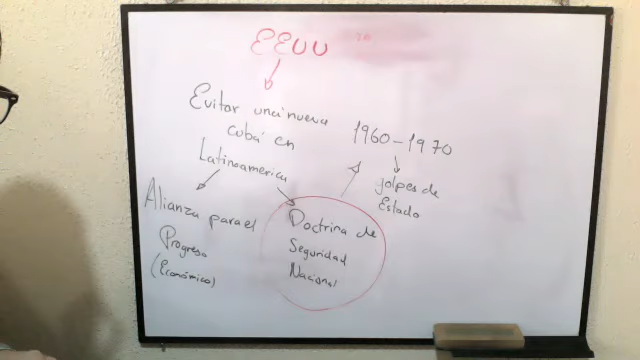 EEUU
Evitar una nueva
cuba en
Latinoamerica
1960-1970
golpes de
Estado
Alianza para el
Progreso
(Económico)
Doctrina de
Seguridad
Nacional